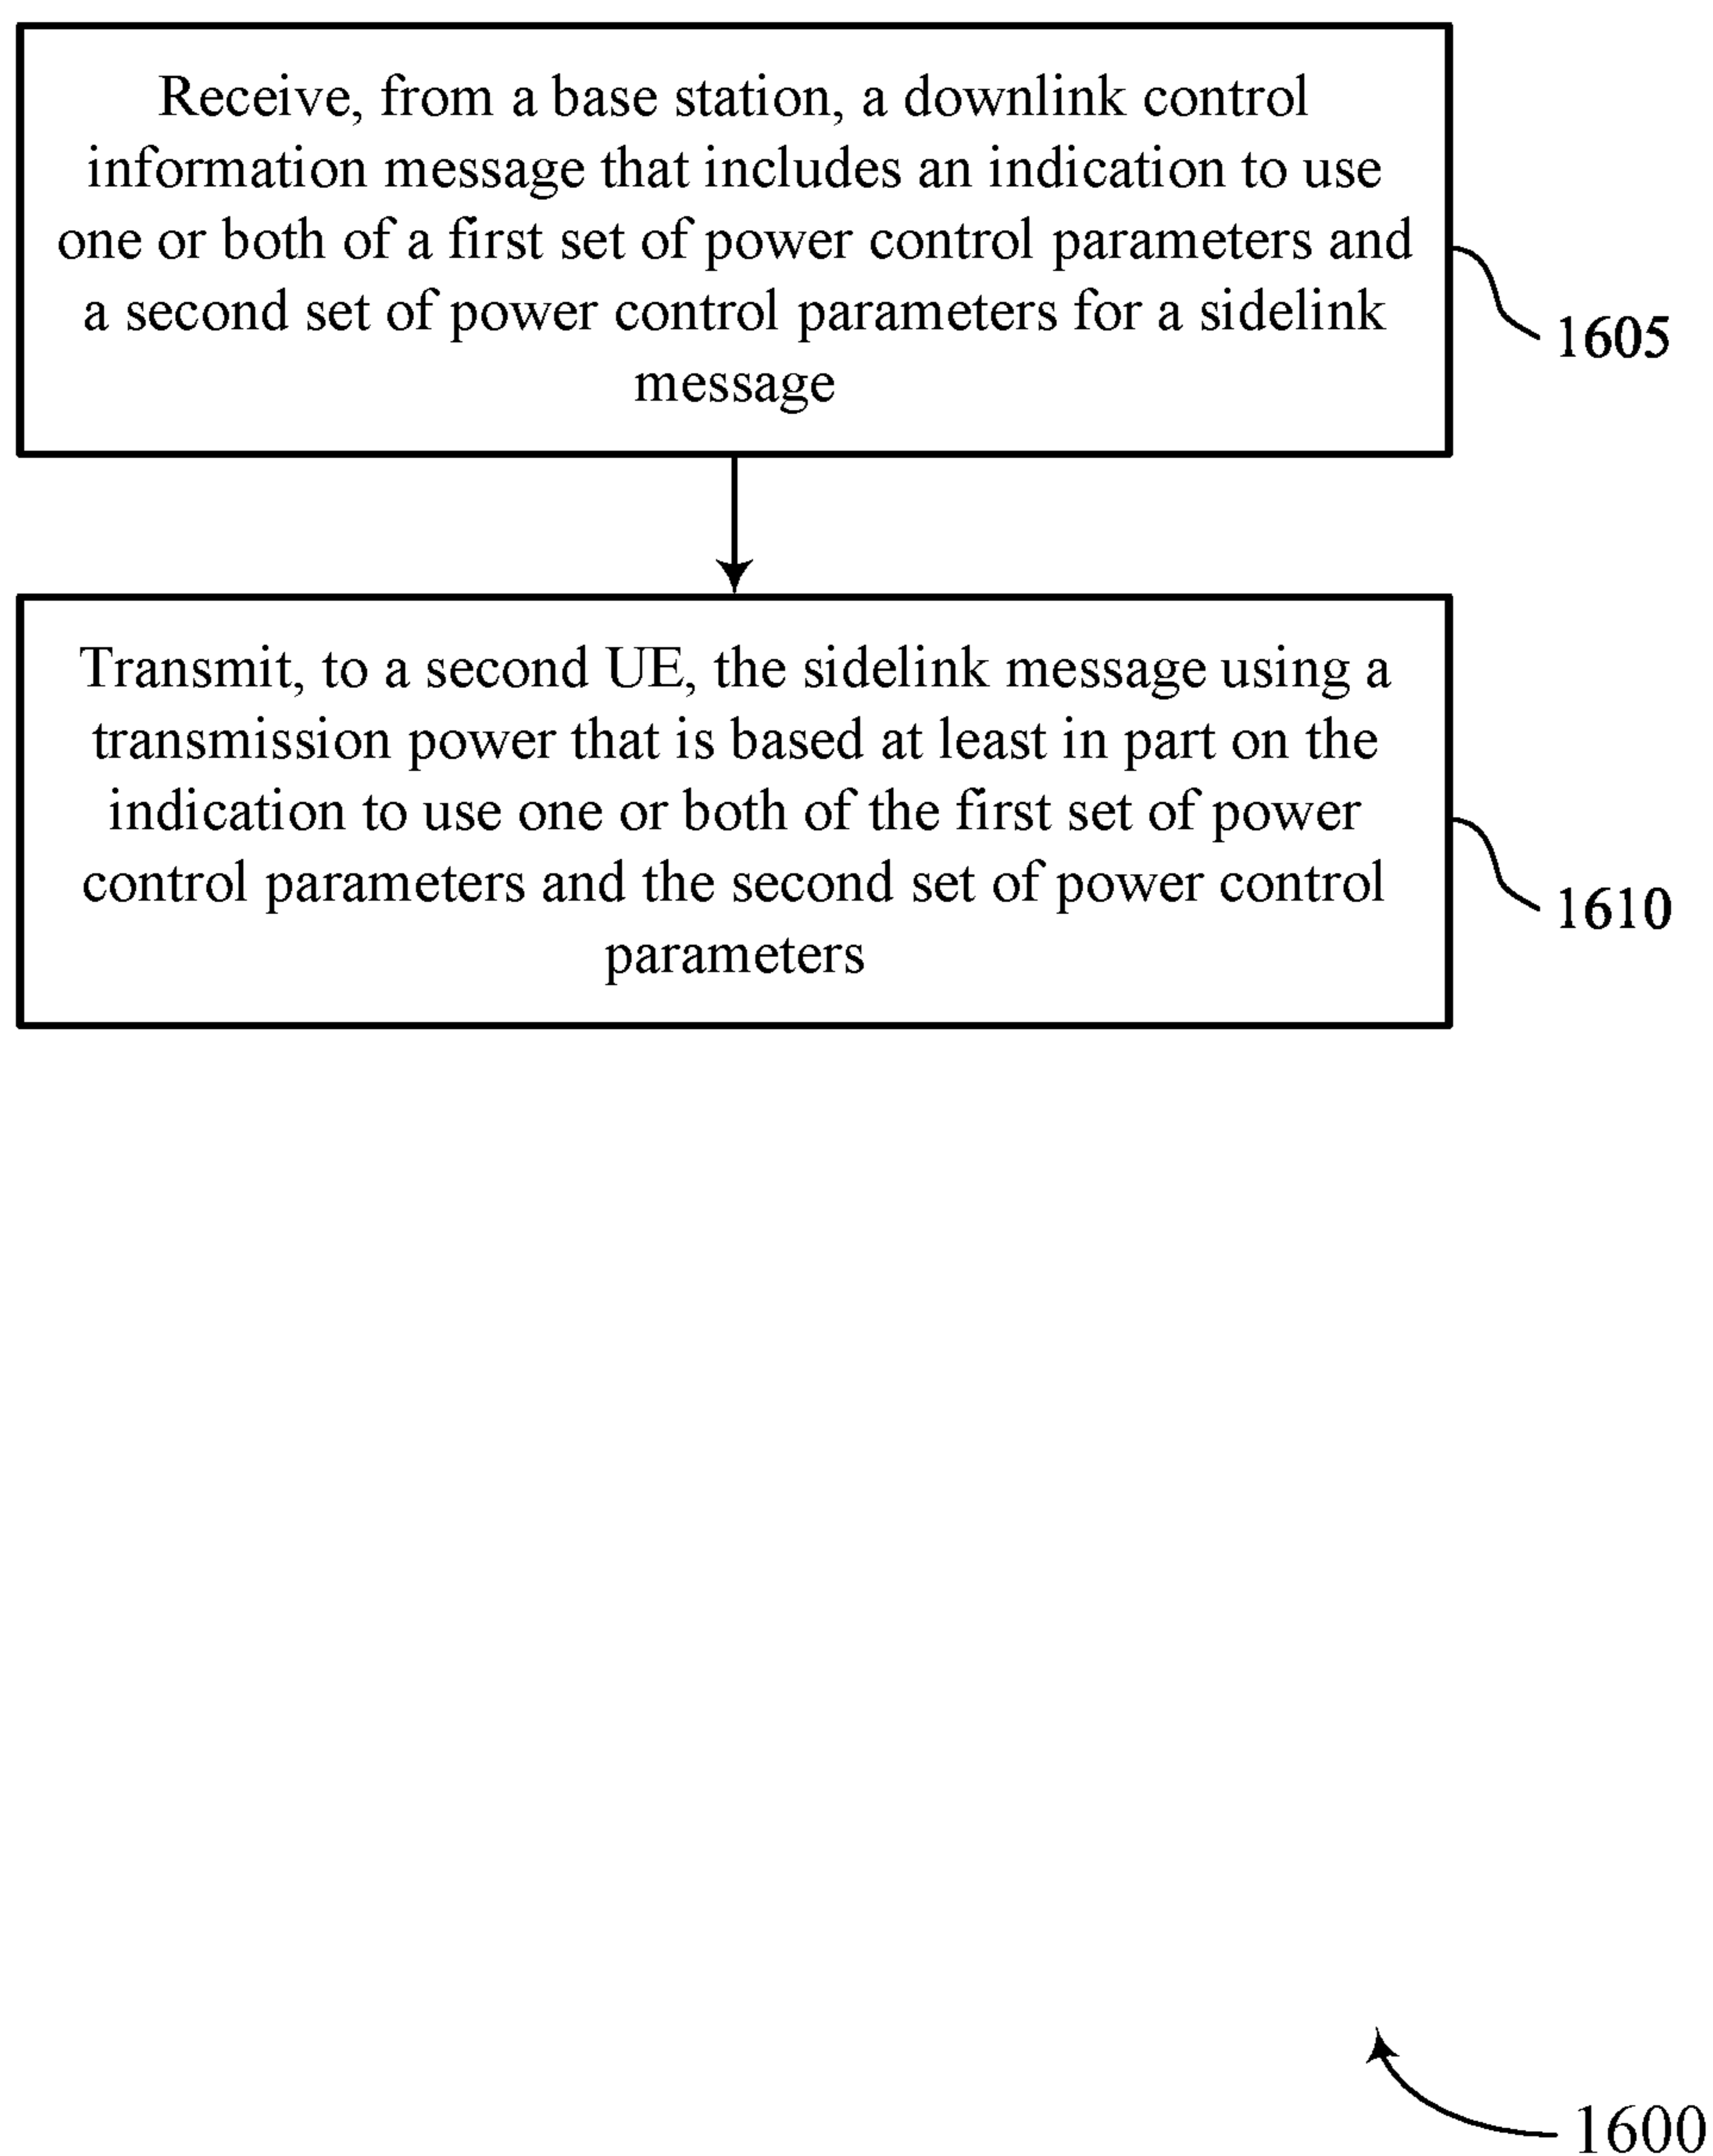 Receive, from a base station, a downlink control
information message that includes an indication to use
one or both of a first set of power control parameters and
a second set of power control parameters for a sidelink
message
1605
Transmit, to a second UE, the sidelink message using a
transmission power that is based at least in part on the
indication to use one or both of the first set of power
control parameters and the second set of power control
parameters
1610
1600